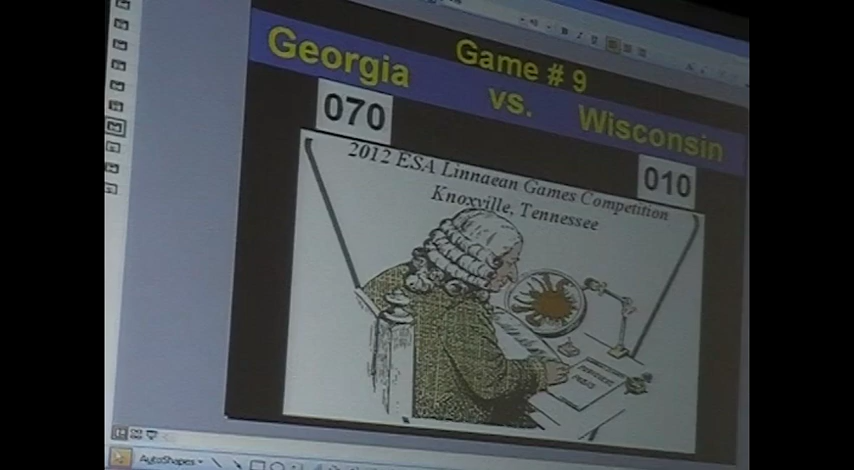 Game # 9
Georgia vs. Wisconsin
070
010
2012 ESA Linnaean Games Competition
Knoxville, Tennessee
AutoShapes